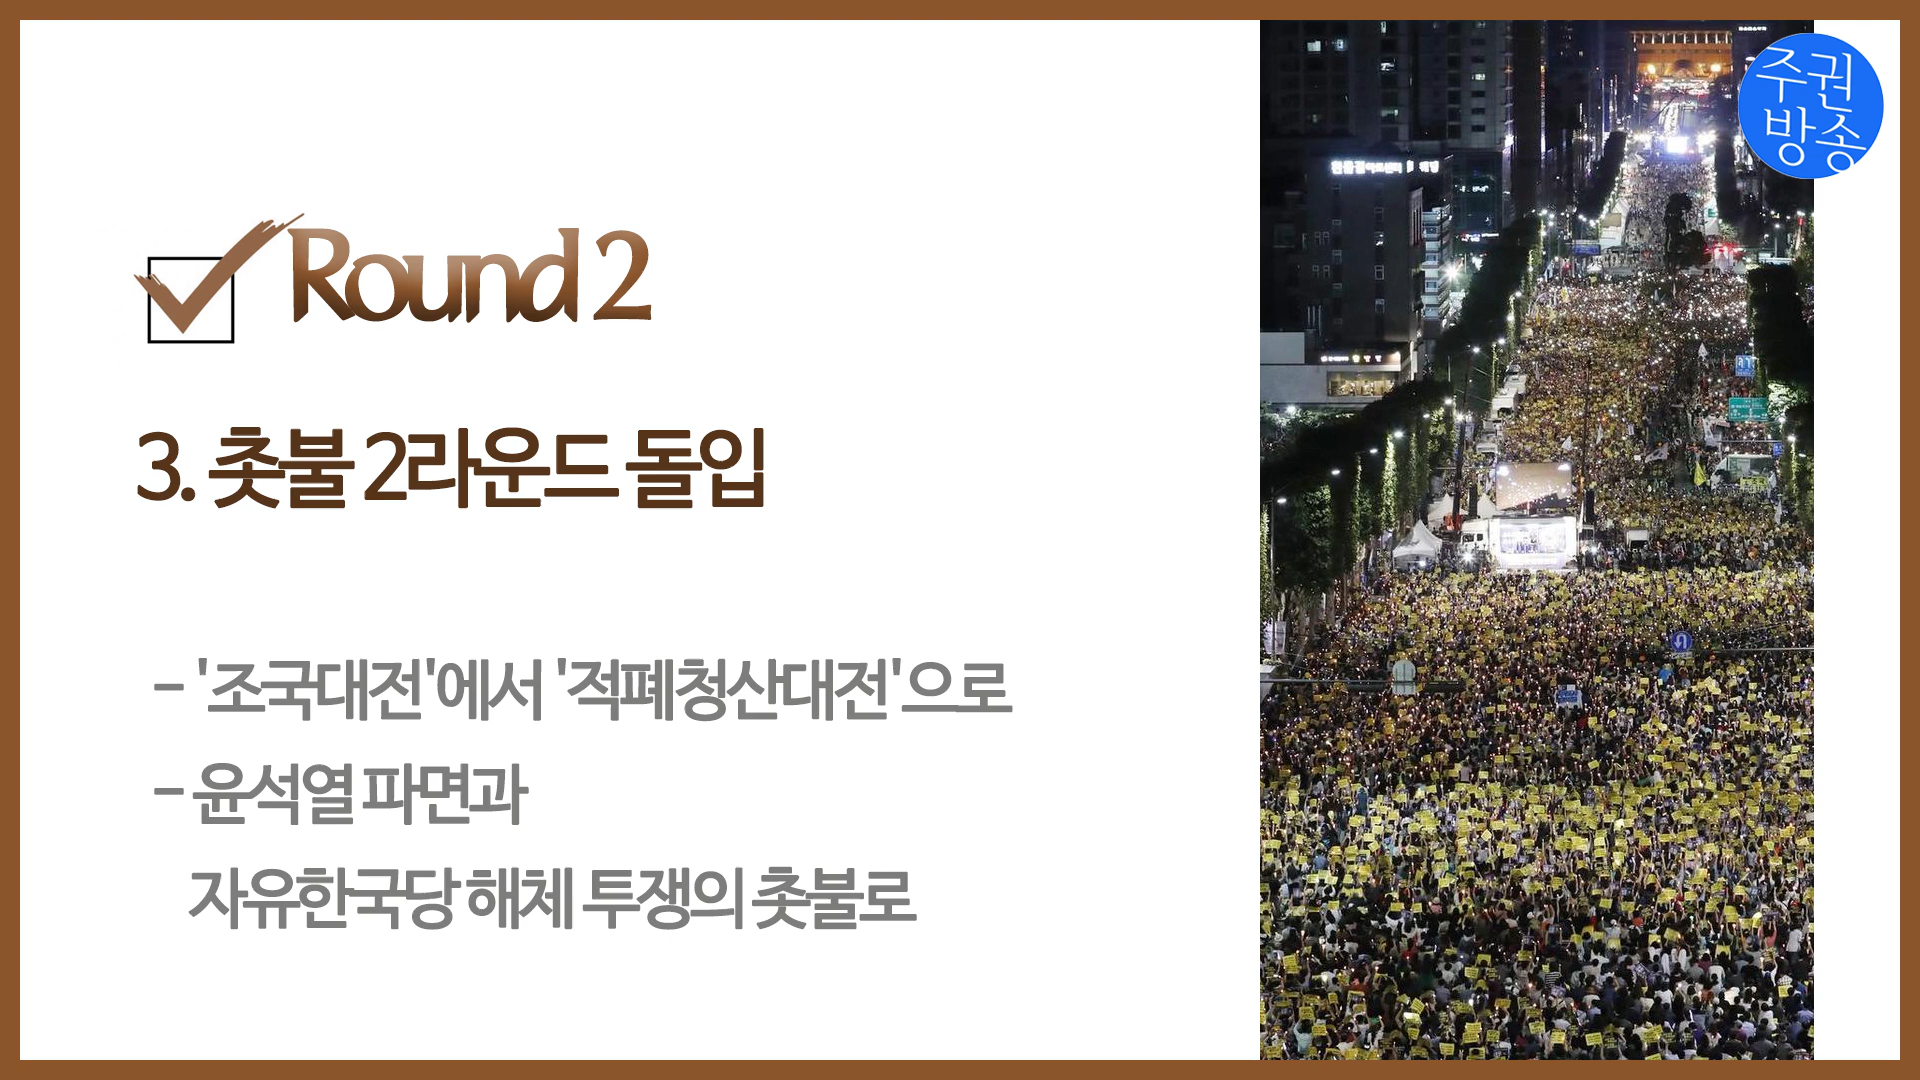 주권
방송
Round 2
3. 촛불 2라운드 돌입
- '조국대전'에서 '적폐청산대전'으로
- 윤석열 파면과
자유한국당 해체 투쟁의 촛불로